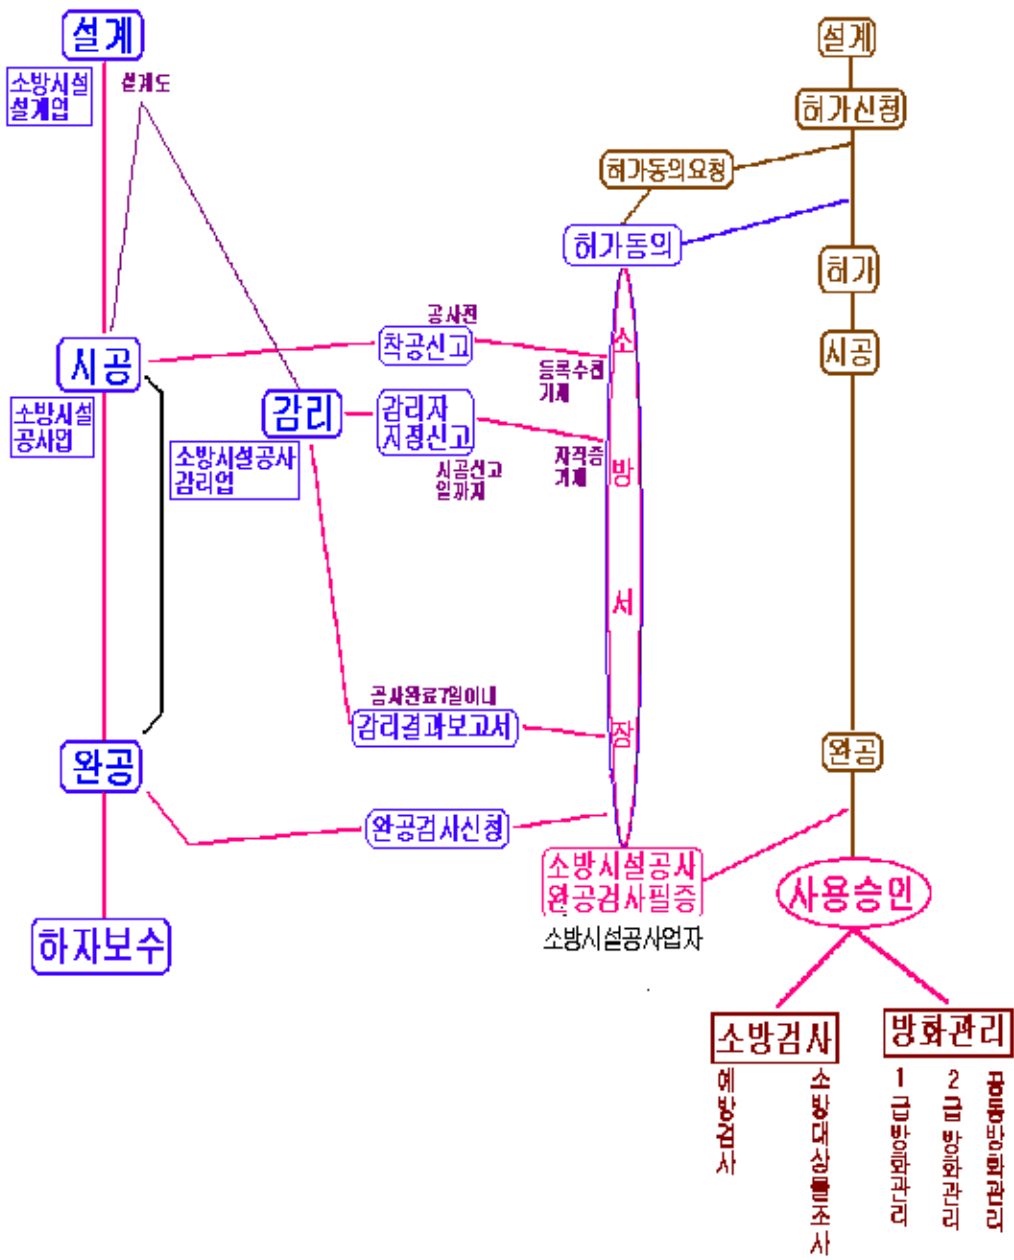 설계
소방시설
설계업
설계도
설계
허가신청
허가동의요청
허가동의
허가
시공
공사전
착공신고
시공
소방시설
공사업
등록수첩
기재
감리
감리자
지정신고
소방시설공사
감리업
시공신고
일까지
자격증
기재
소방서장
공사완료7일이내
감리결과보고서
완공
완공
완공검사신청
소방시설공사
완공검사필증
소방시설공사업자
사용승인
하자보수
소방검사
방화관리
예방검사
소방대상물조사
1급방화관리
2급방화관리
공동방화관리